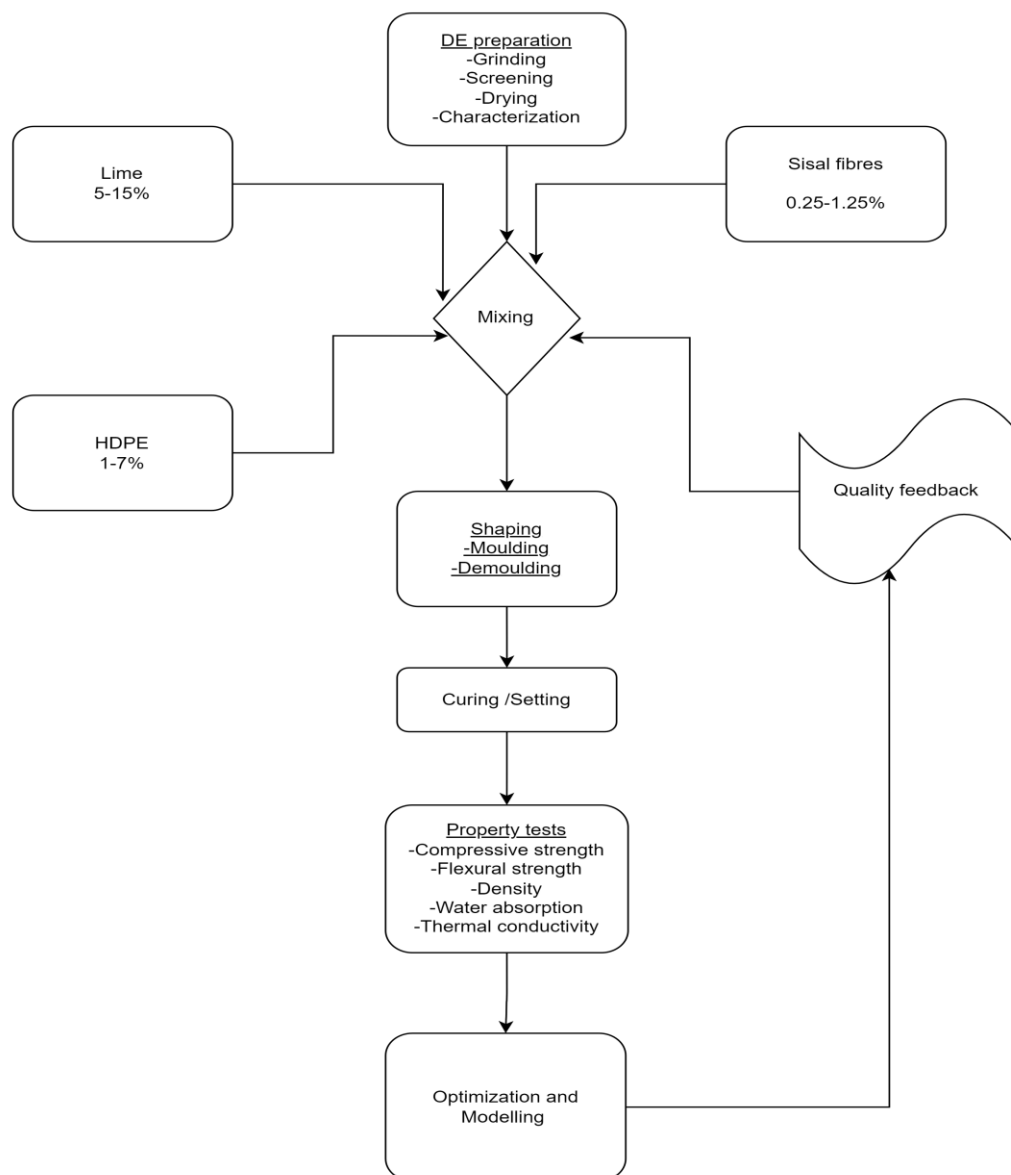 DE preparation
-Grinding
-Screening
-Drying
-Characterization
Lime
5-15%
Sisal fibres
0.25-1.25%
Mixing
HDPE
1-7%
Quality feedback
Shaping
-Moulding
-Demoulding
Curing /Setting
Property tests
-Compressive strength
-Flexural strength
-Density
-Water absorption
-Thermal conductivity
Optimization and
Modelling